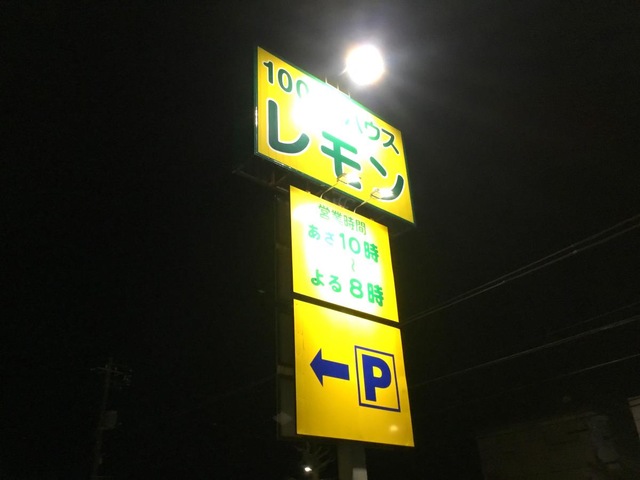 100 ハウス
レモン
営業時間
あさ10時
〜
よる8時
← P